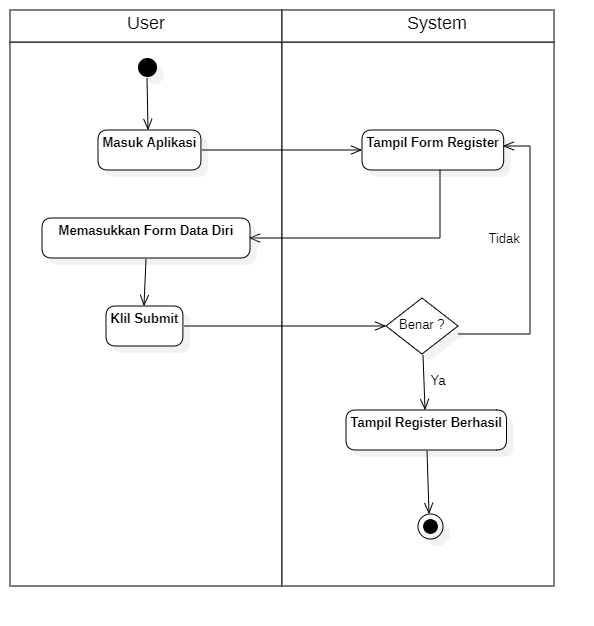 User
System
Masuk Aplikasi
Tampil Form Register
Memasukkan Form Data Diri
Tidak
Klil Submit
Benar ?
Ya
Tampil Register Berhasil